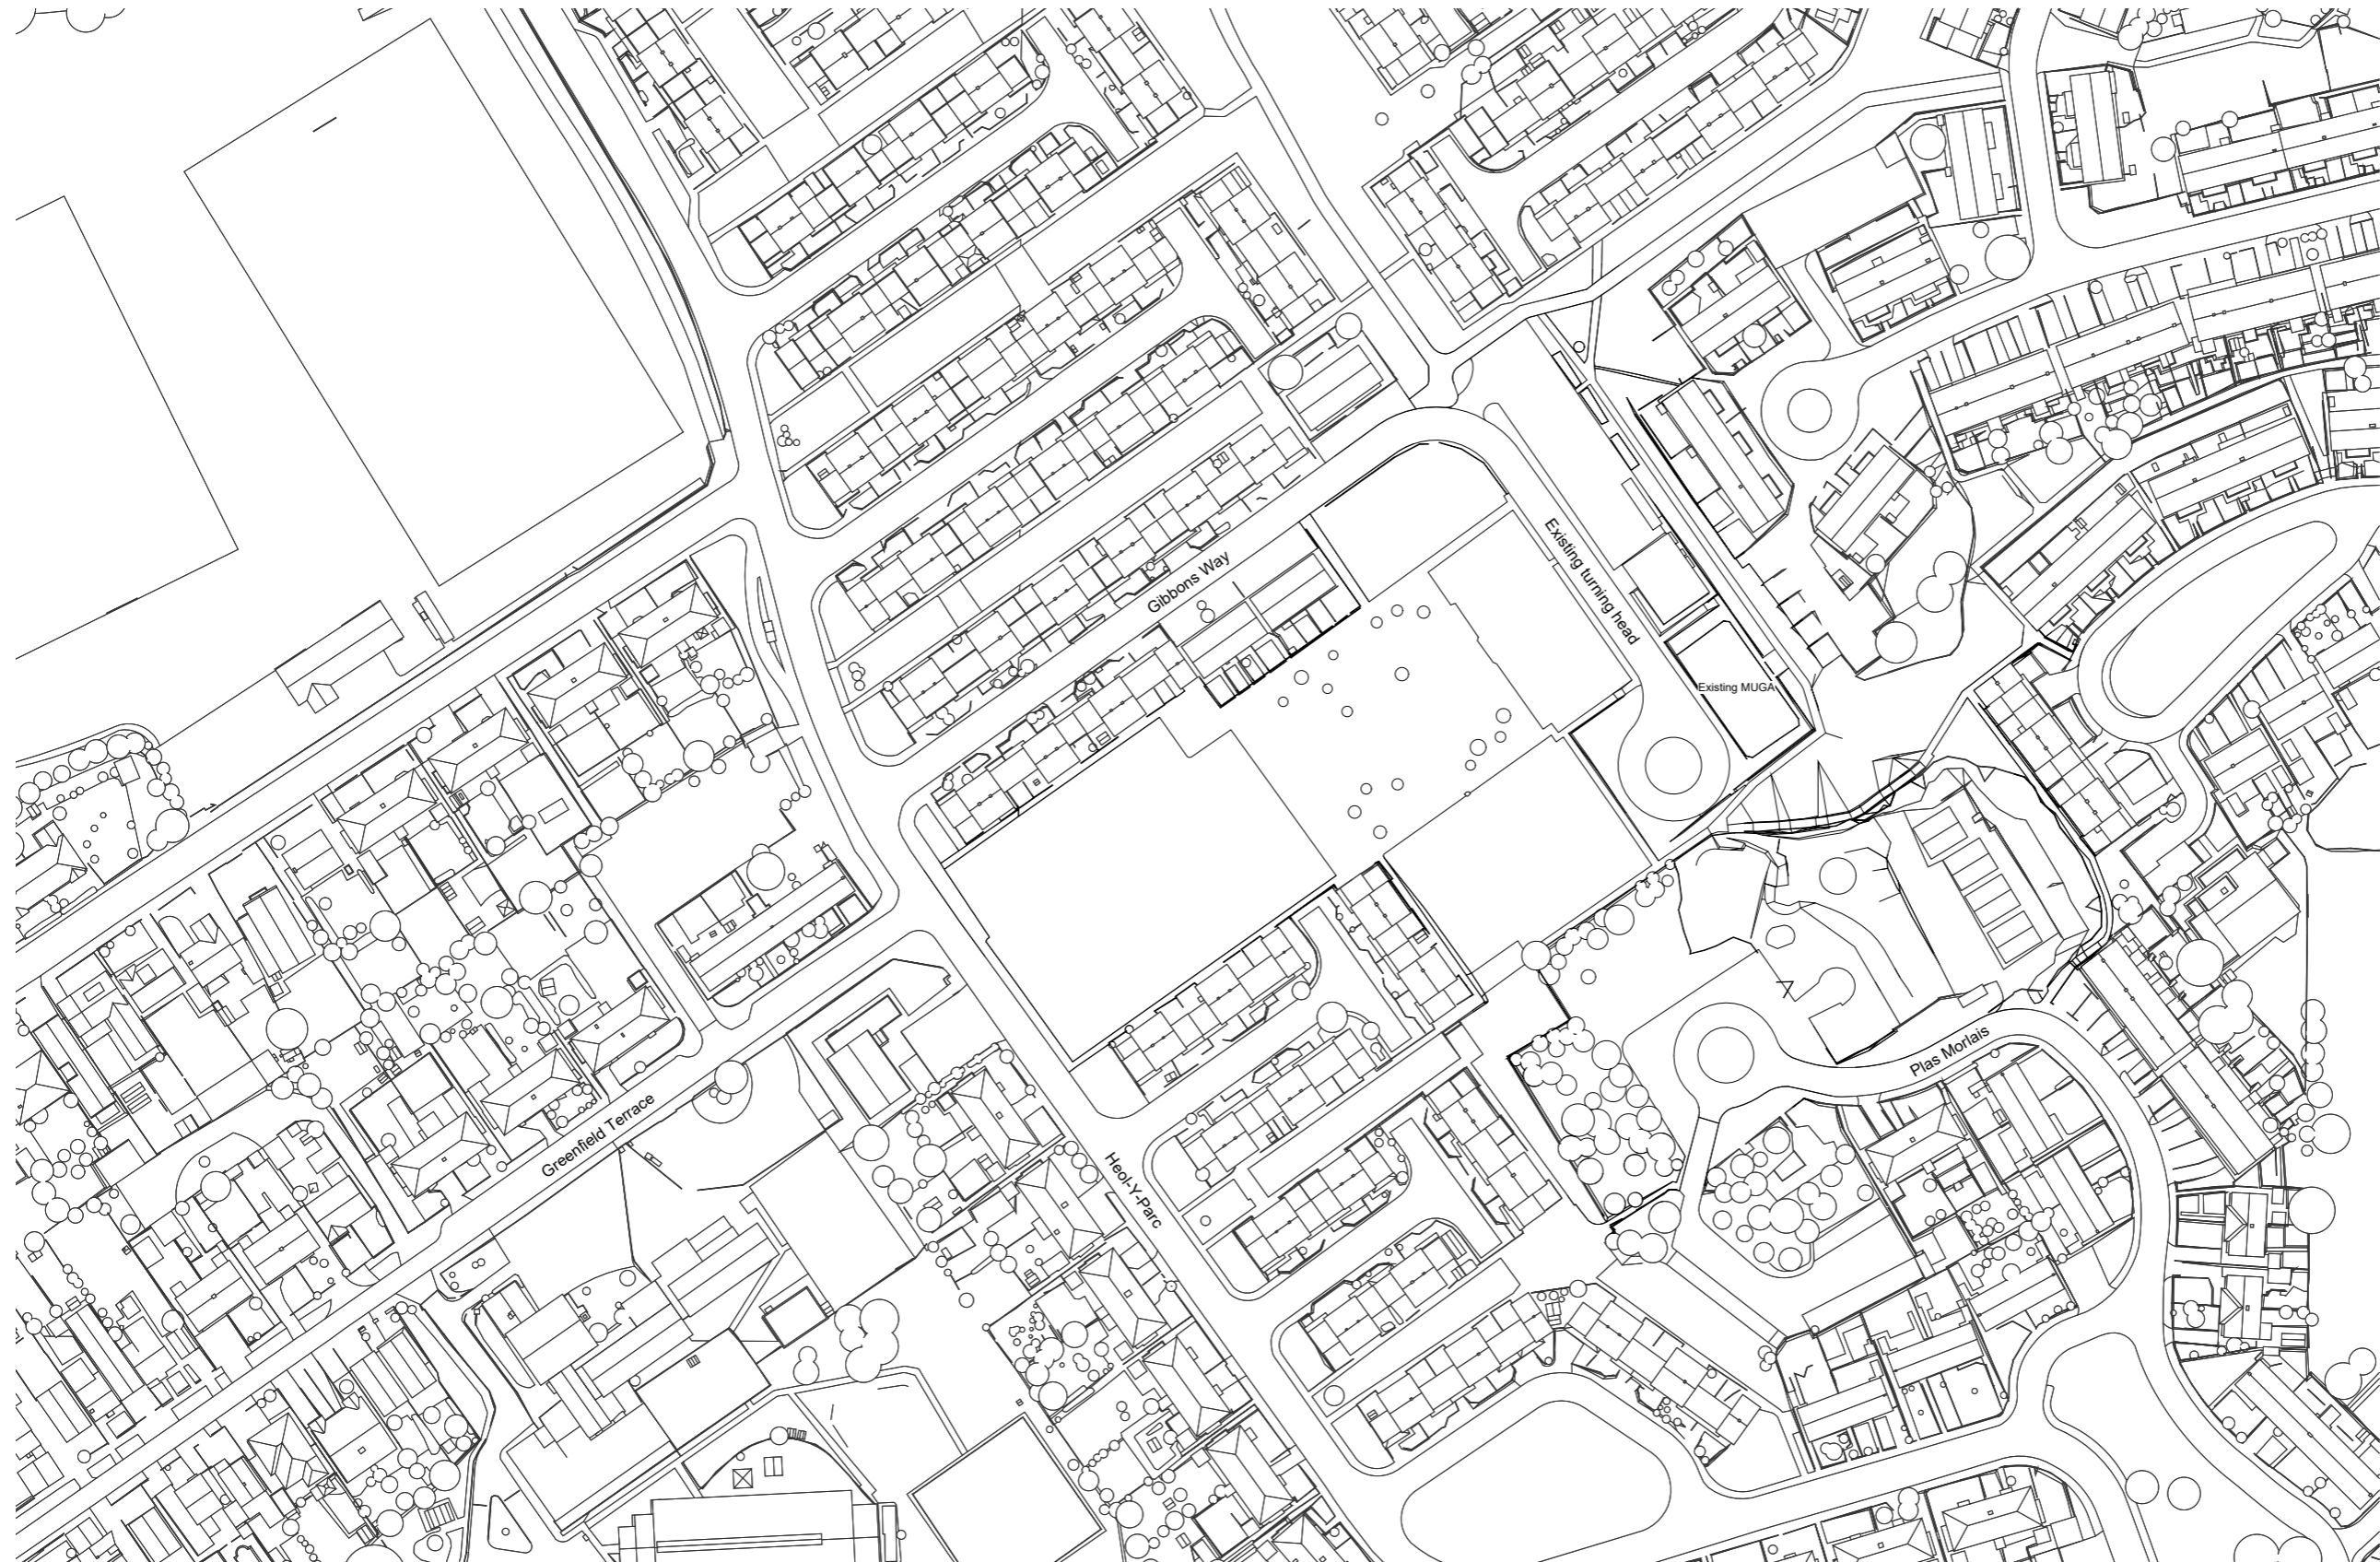 Gibbons Way
Existing turning head
Existing MUGA
Plas Morlais
Greenfield Terrace
Heol-Y-Parc